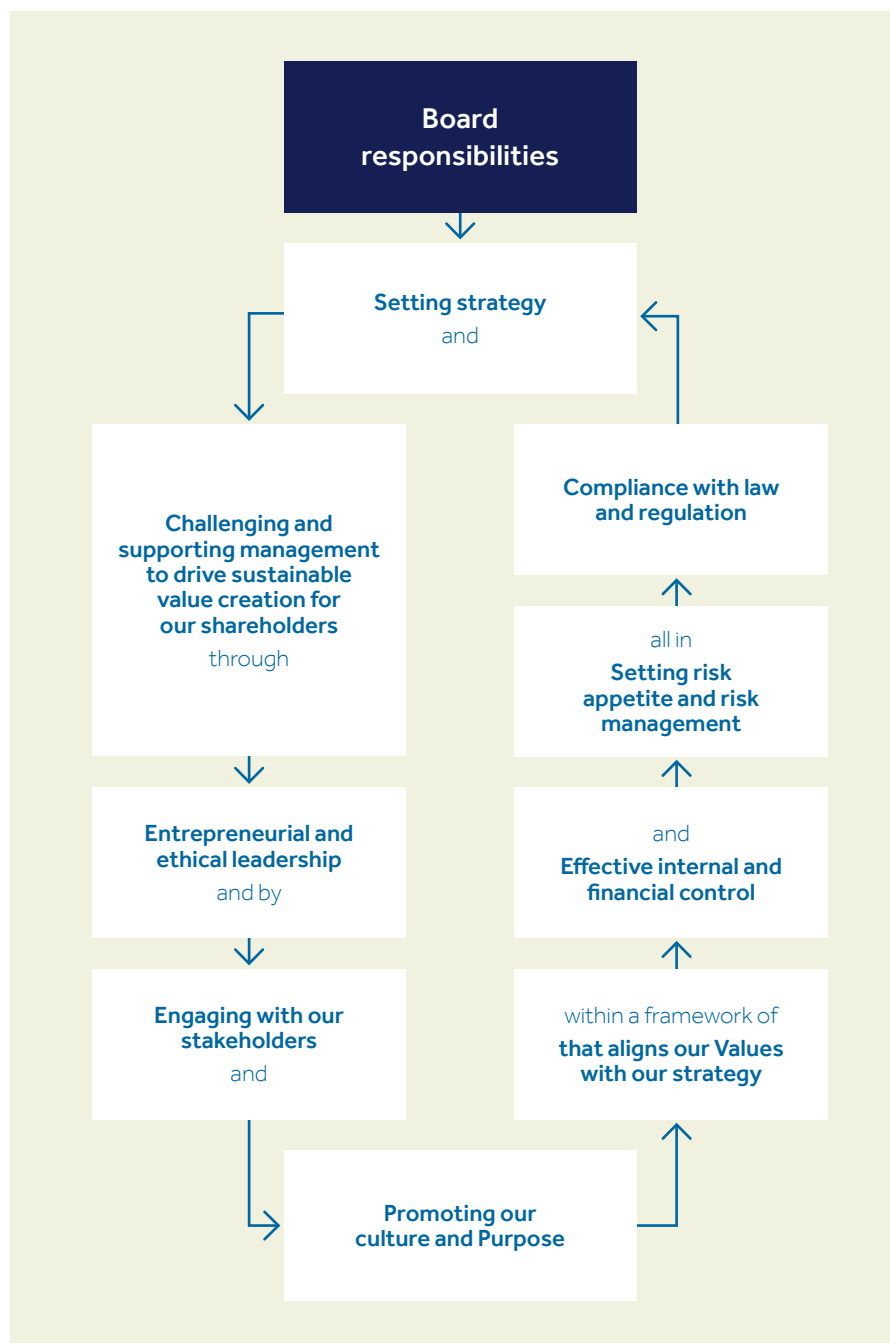 Board
responsibilities
Setting strategy
and
Challenging and
supporting management
to drive sustainable
value creation for
our shareholders
through
Entrepreneurial and
ethical leadership
and by
Engaging with our
stakeholders
and
Promoting our
culture and Purpose
within a framework of
that aligns our Values
with our strategy
and
Effective internal and
financial control
all in
Setting risk
appetite and risk
management
Compliance with law
and regulation